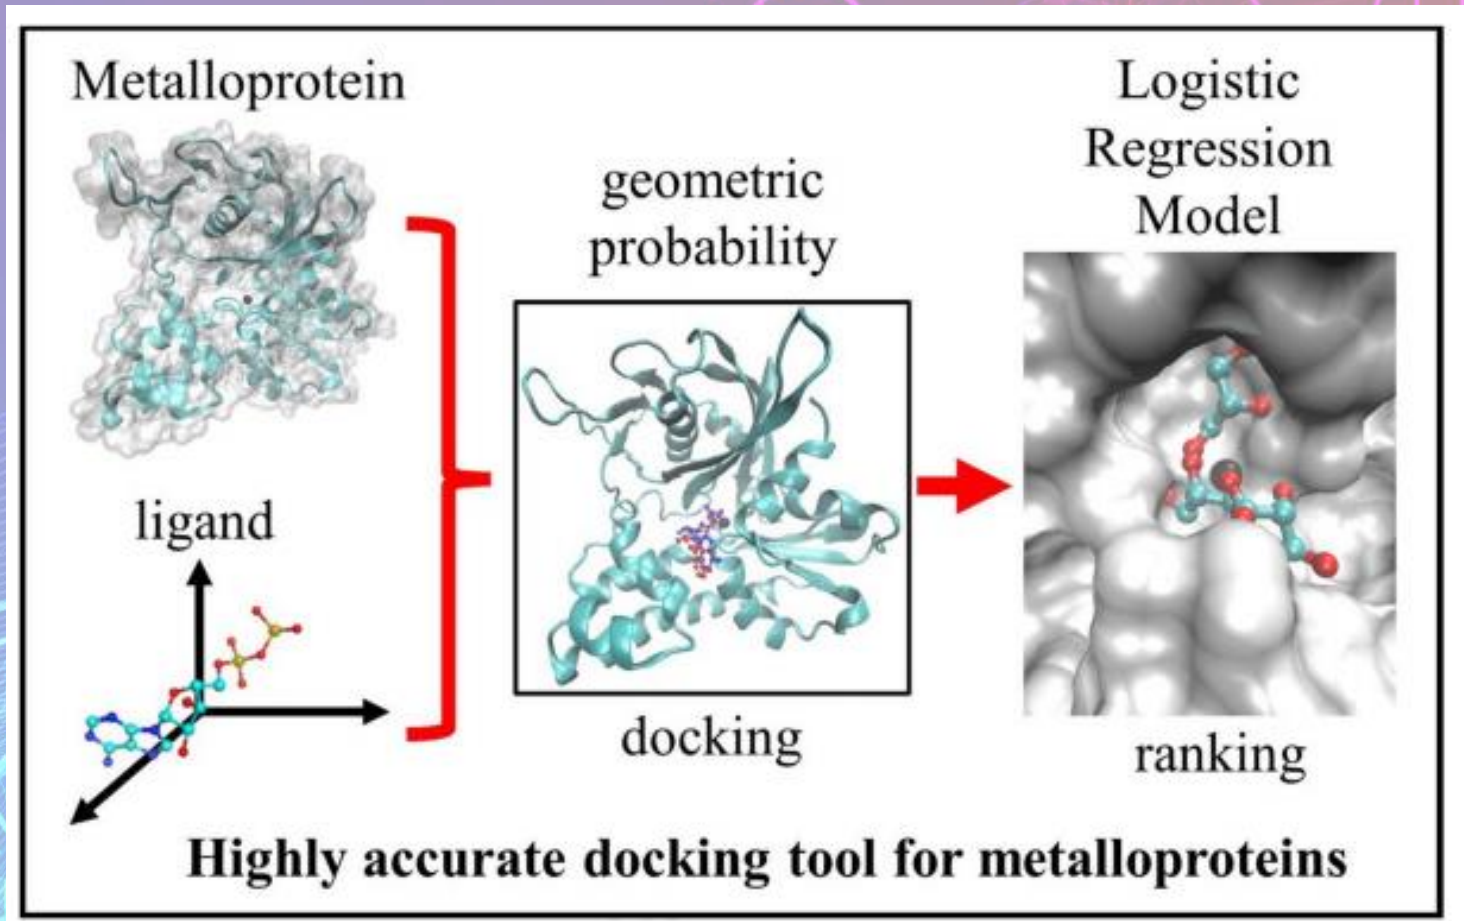 Metalloprotein
ligand
geometric
probability
docking
Logistic
Regression
Model
ranking
Highly accurate docking tool for metalloproteins